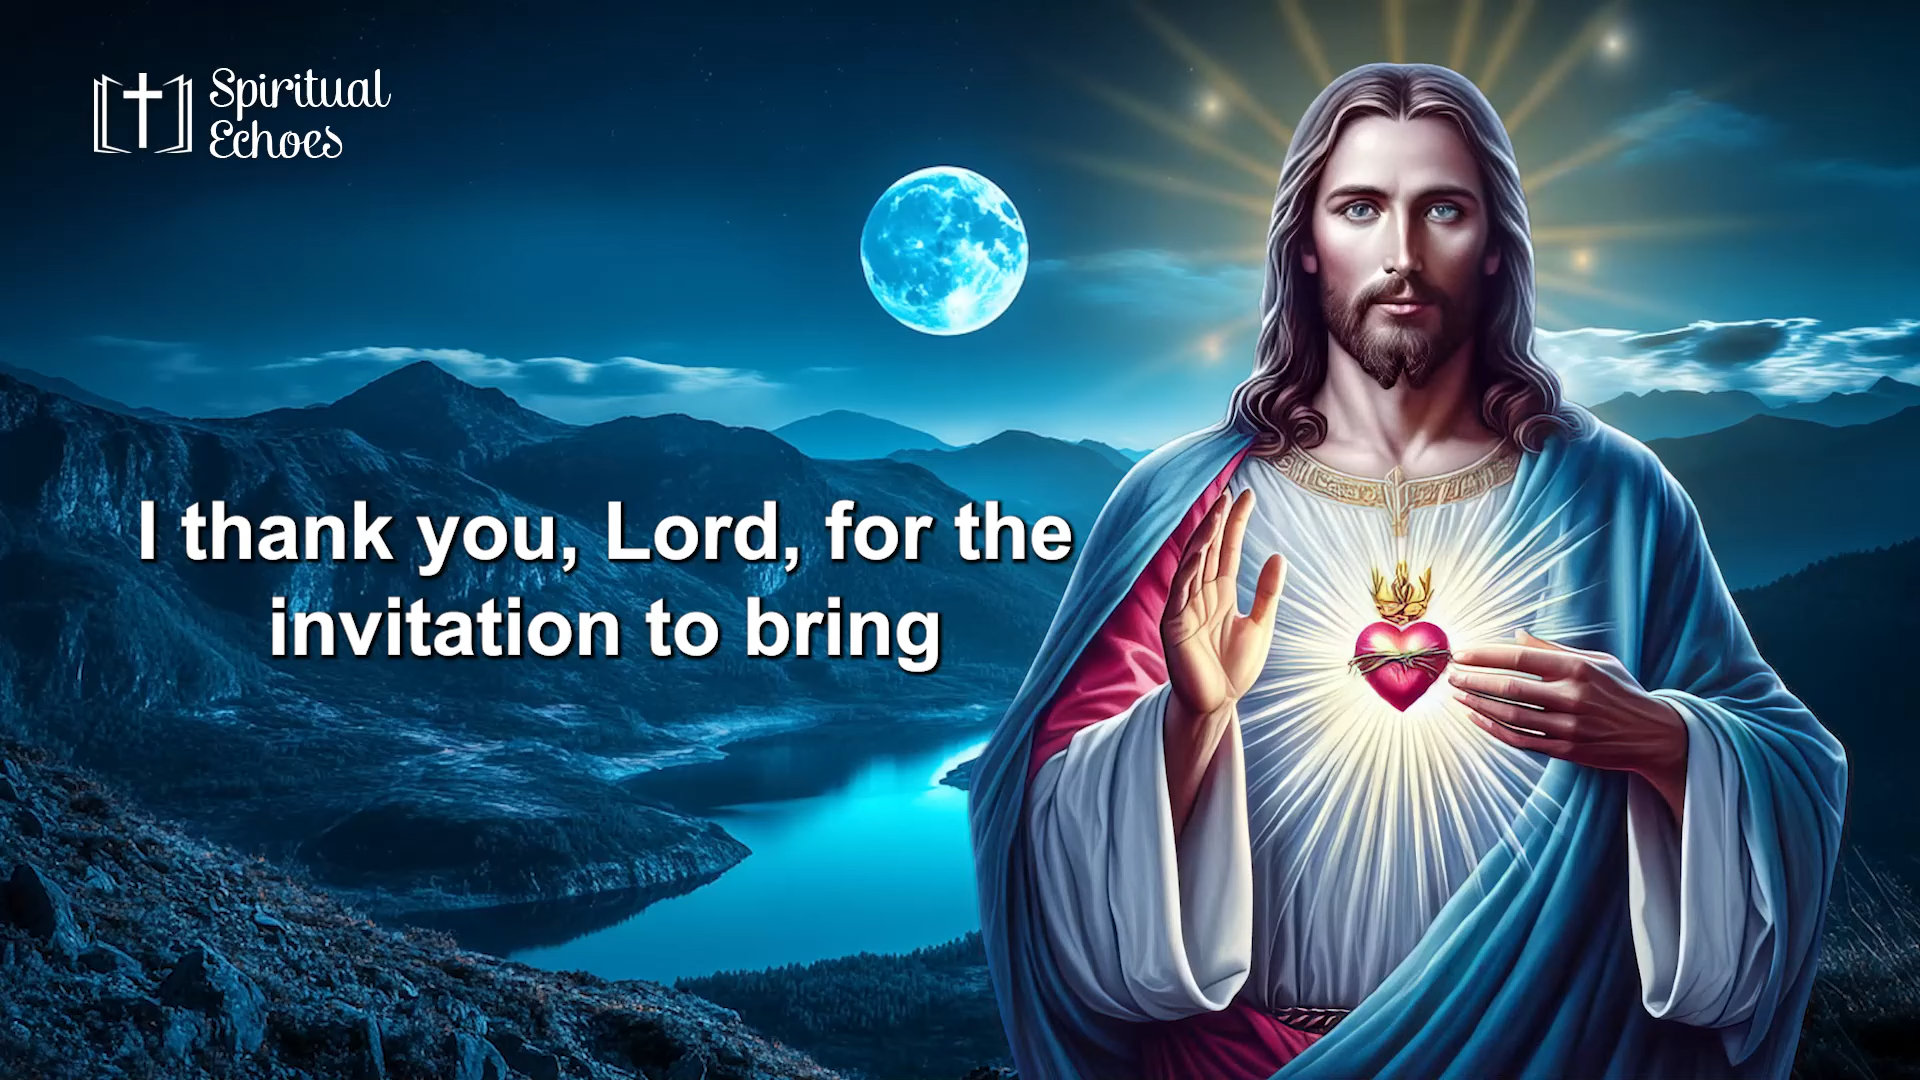 Spiritual
Echoes
I thank you, Lord, for the
invitation to bring